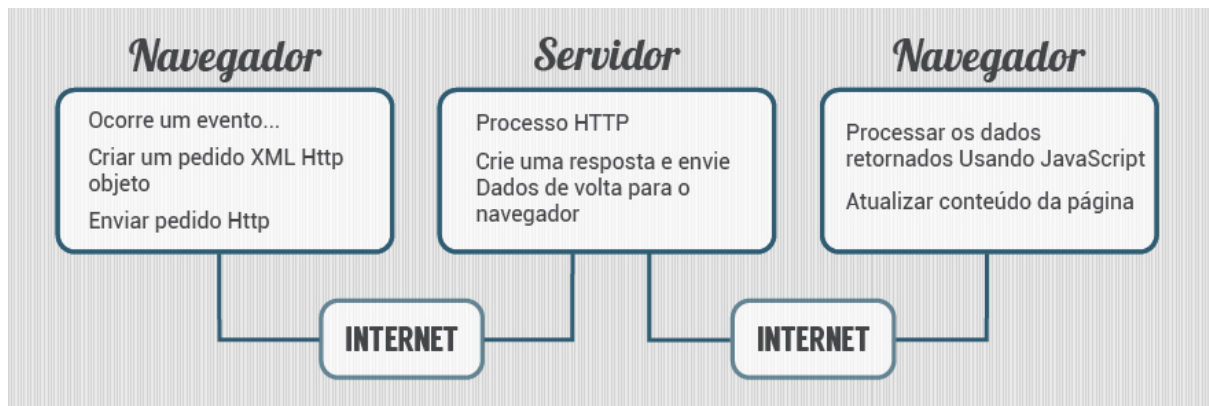 Navegador
Ocorre um evento...
Criar um pedido XML Http
objeto
Enviar pedido Http
Servidor
Processo HTTP
Crie uma resposta e envie
Dados de volta para o
navegador
Navegador
Processar os dados
retornados Usando JavaScript
Atualizar conteúdo da página
INTERNET
INTERNET